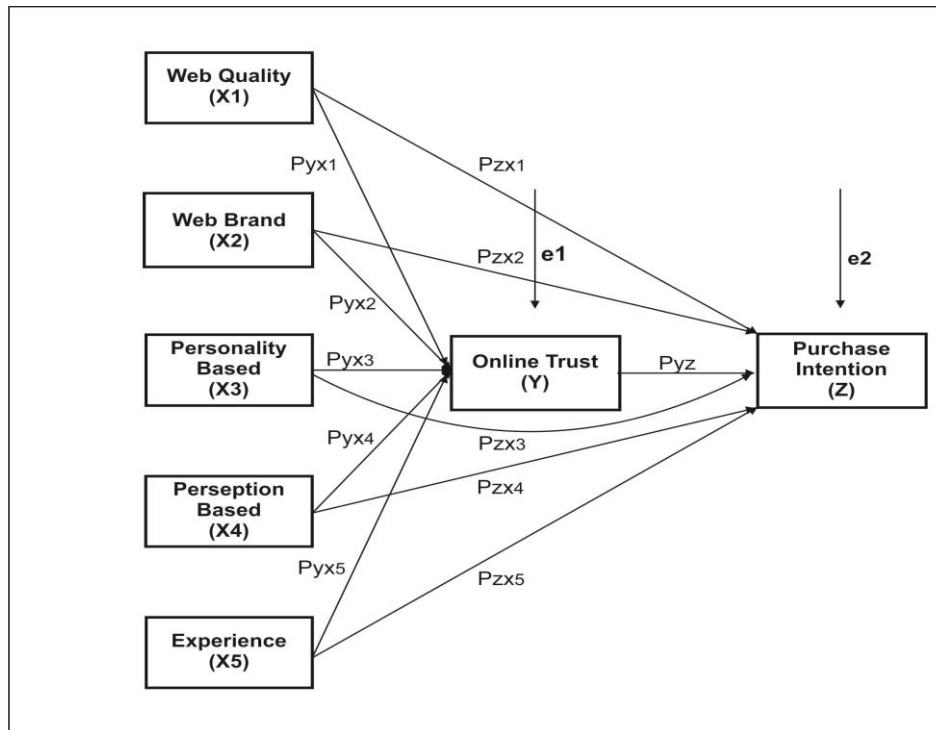 Web Quality
(X1)
Pyx1
Pzx1
Web Brand
(X2)
Pzx2
e1
e2
Pyx2
Personality
Based
(X3)
Pyx3
Online Trust
(Y)
Pyz
Purchase
Intention
(Z)
Pyx4
Pzx3
Perseption
Based
(X4)
Pzx4
Pyx5
Pzx5
Experience
(X5)